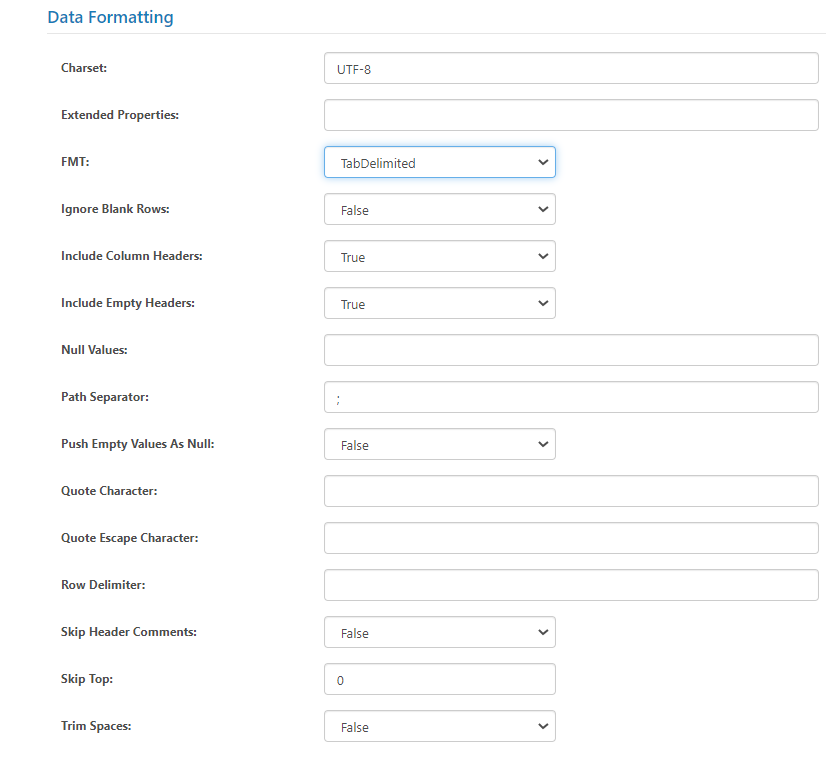 Data Formatting
Charset: UTF-8
Extended Properties:
FMT: TabDelimited
Ignore Blank Rows: False
Include Column Headers: True
Include Empty Headers: True
Null Values:
Path Separator: ;
Push Empty Values As Null: False
Quote Character:
Quote Escape Character:
Row Delimiter:
Skip Header Comments: False
Skip Top: 0
Trim Spaces: False